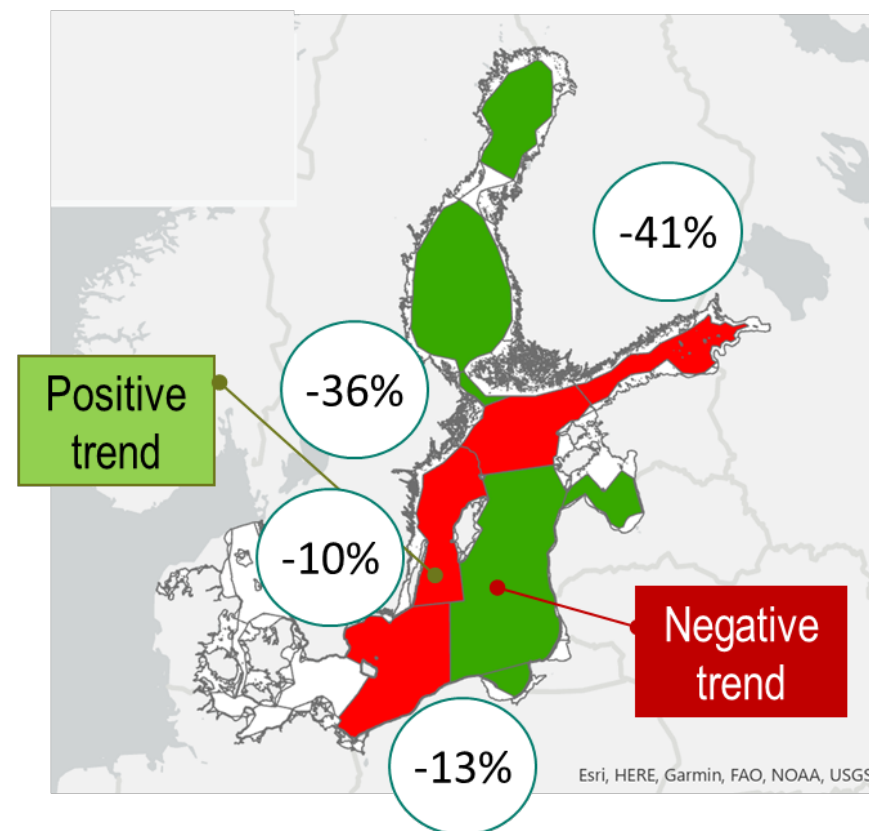 -41%
-36%
Positive
trend
-10%
Negative
trend
-13%
Esri, HERE, Garmin, FAO, NOAA, USGS